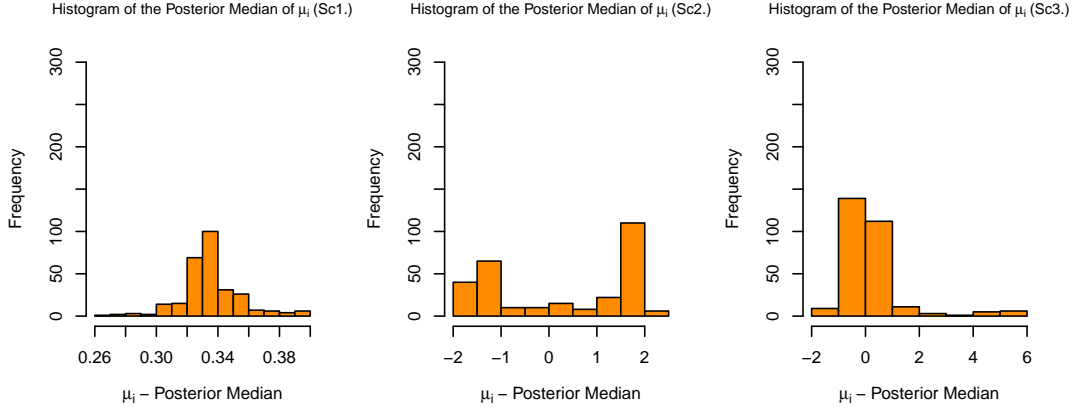 Histogram of the Posterior Median of μi (Sc1.)
300
200
100
50
0
Frequency
0.26 0.30 0.34 0.38
μi − Posterior Median
Histogram of the Posterior Median of μi (Sc2.)
300
200
100
50
0
Frequency
−2 −1 0 1 2
μi − Posterior Median
Histogram of the Posterior Median of μi (Sc3.)
300
200
100
50
0
Frequency
−2 0 2 4 6
μi − Posterior Median